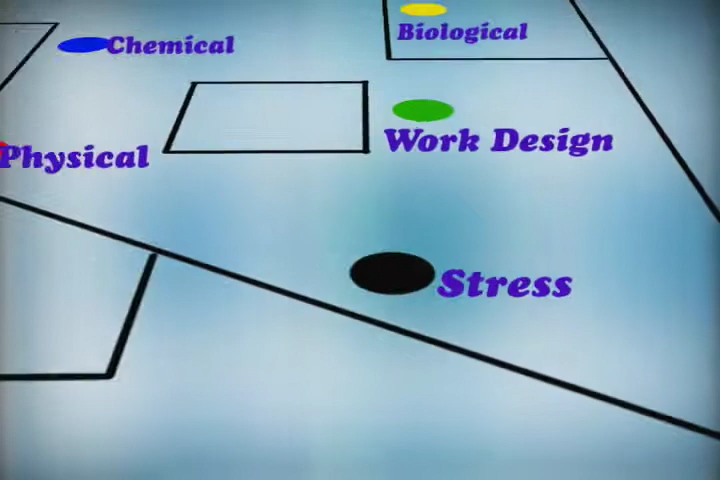 Biological
Chemical
Work Design
Physical
Stress